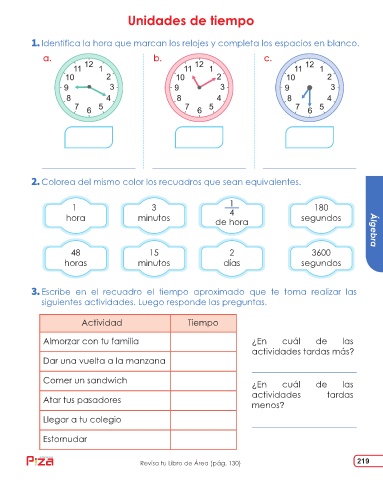 Unidades de tiempo
1. Identifica la hora que marcan los relojes y completa los espacios en blanco.
a. b. c.
12 1 2 3 4 5 6 7 8 9 10 11
12 1 2 3 4 5 6 7 8 9 10 11
12 1 2 3 4 5 6 7 8 9 10 11
2. Colorea del mismo color los recuadros que sean equivalentes.
1 hora
3 minutos
1/4 de hora
180 segundos
48 horas
15 minutos
2 días
3600 segundos
Álgebra
3. Escribe en el recuadro el tiempo aproximado que te toma realizar las
siguientes actividades. Luego responde las preguntas.
Actividad Tiempo
Almorzar con tu familia
Dar una vuelta a la manzana
Comer un sandwich
Atar tus pasadores
Llegar a tu colegio
Estornudar
¿En cuál de las
actividades tardas más?
¿En cuál de las
actividades tardas
menos?
Piza
Revisa tu Libro de Área (pág. 130)
219